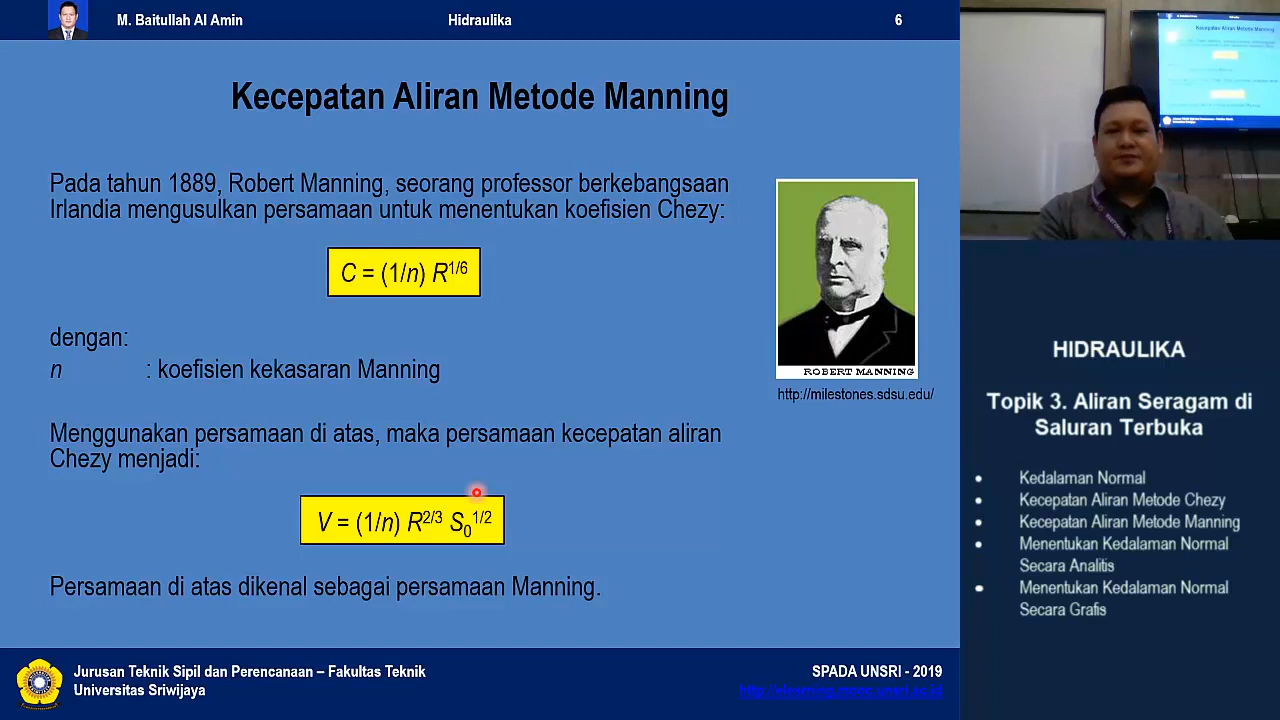 M. Baitullah Al Amin
Hidraulika
6
Kecepatan Aliran Metode Manning
Pada tahun 1889, Robert Manning, seorang professor berkebangsaan
Irlandia mengusulkan persamaan untuk menentukan koefisien Chezy:
C = (1/n) R^1/6
dengan:
n : koefisien kekasaran Manning
Menggunakan persamaan di atas, maka persamaan kecepatan aliran
Chezy menjadi:
V = (1/n) R^2/3 S_0^1/2
Persamaan di atas dikenal sebagai persamaan Manning.
ROBERT MANNING
http://milestones.sdsu.edu/
Jurusan Teknik Sipil dan Perencanaan – Fakultas Teknik
Universitas Sriwijaya
SPADA UNSRI - 2019
http://elearning.mooc.unsri.ac.id
Kecepatan Aliran Metode Manning
HIDRAULIKA
Topik 3. Aliran Seragam di
Saluran Terbuka
• Kedalaman Normal
• Kecepatan Aliran Metode Chezy
• Kecepatan Aliran Metode Manning
• Menentukan Kedalaman Normal
Secara Analitis
• Menentukan Kedalaman Normal
Secara Grafis